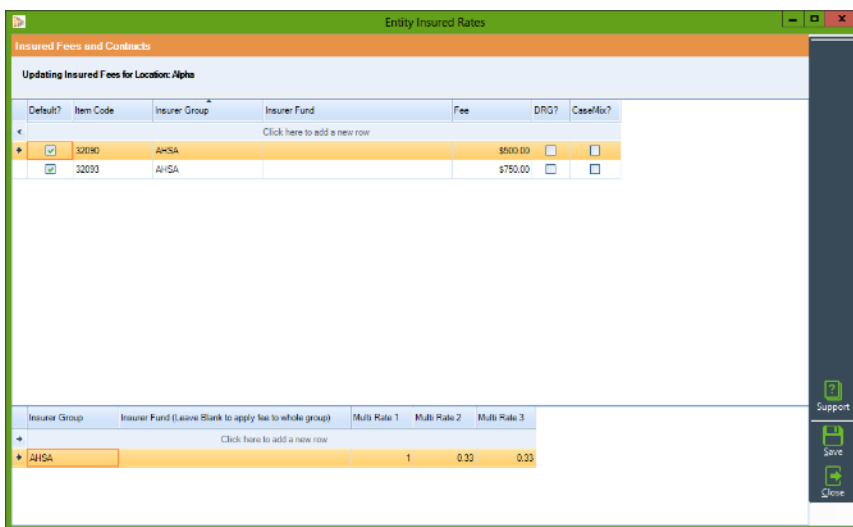 Entity Insured Rates
Insured Fees and Contracts
Updating Insured Fees for Location: Alpha
Default? Item Code Insurer Group Insurer Fund Fee DRG? CaseMix?
Click here to add a new row
32090 AHSA $500.00
32093 AHSA $750.00
Insurer Group Insurer Fund (Leave Blank to apply fee to whole group) Multi Rate 1 Multi Rate 2 Multi Rate 3
Click here to add a new row
AHSA 1 0.33 0.33
Support
Save
Close